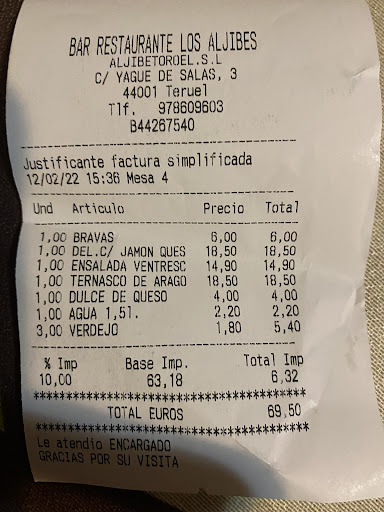 BAR RESTAURANTE LOS ALJIBES
ALJIBETOROEL.S.L
C/ YAGUE DE SALAS, 3
44001 Teruel
Tlf. 978609603
B44267540
Justificante factura simplificada
12/02/22 15:36 Mesa 4
Und Articulo Precio Total
1,00 BRAVAS 6,00 6,00
1,00 DEL.C/ JAMON QUES 18,50 18,50
1,00 ENSALADA VENTRESC 14,90 14,90
1,00 TERNASCO DE ARAGO 18,50 18,50
1,00 DULCE DE QUESO 4,00 4,00
1,00 AGUA 1,5l. 2,20 2,20
3,00 VERDEJO 1,80 5,40
% Imp Base Imp. Total Imp
10,00 63,18 6,32
****************************************
TOTAL EUROS 69,50
****************************************
Le atendio ENCARGADO
GRACIAS POR SU VISITA